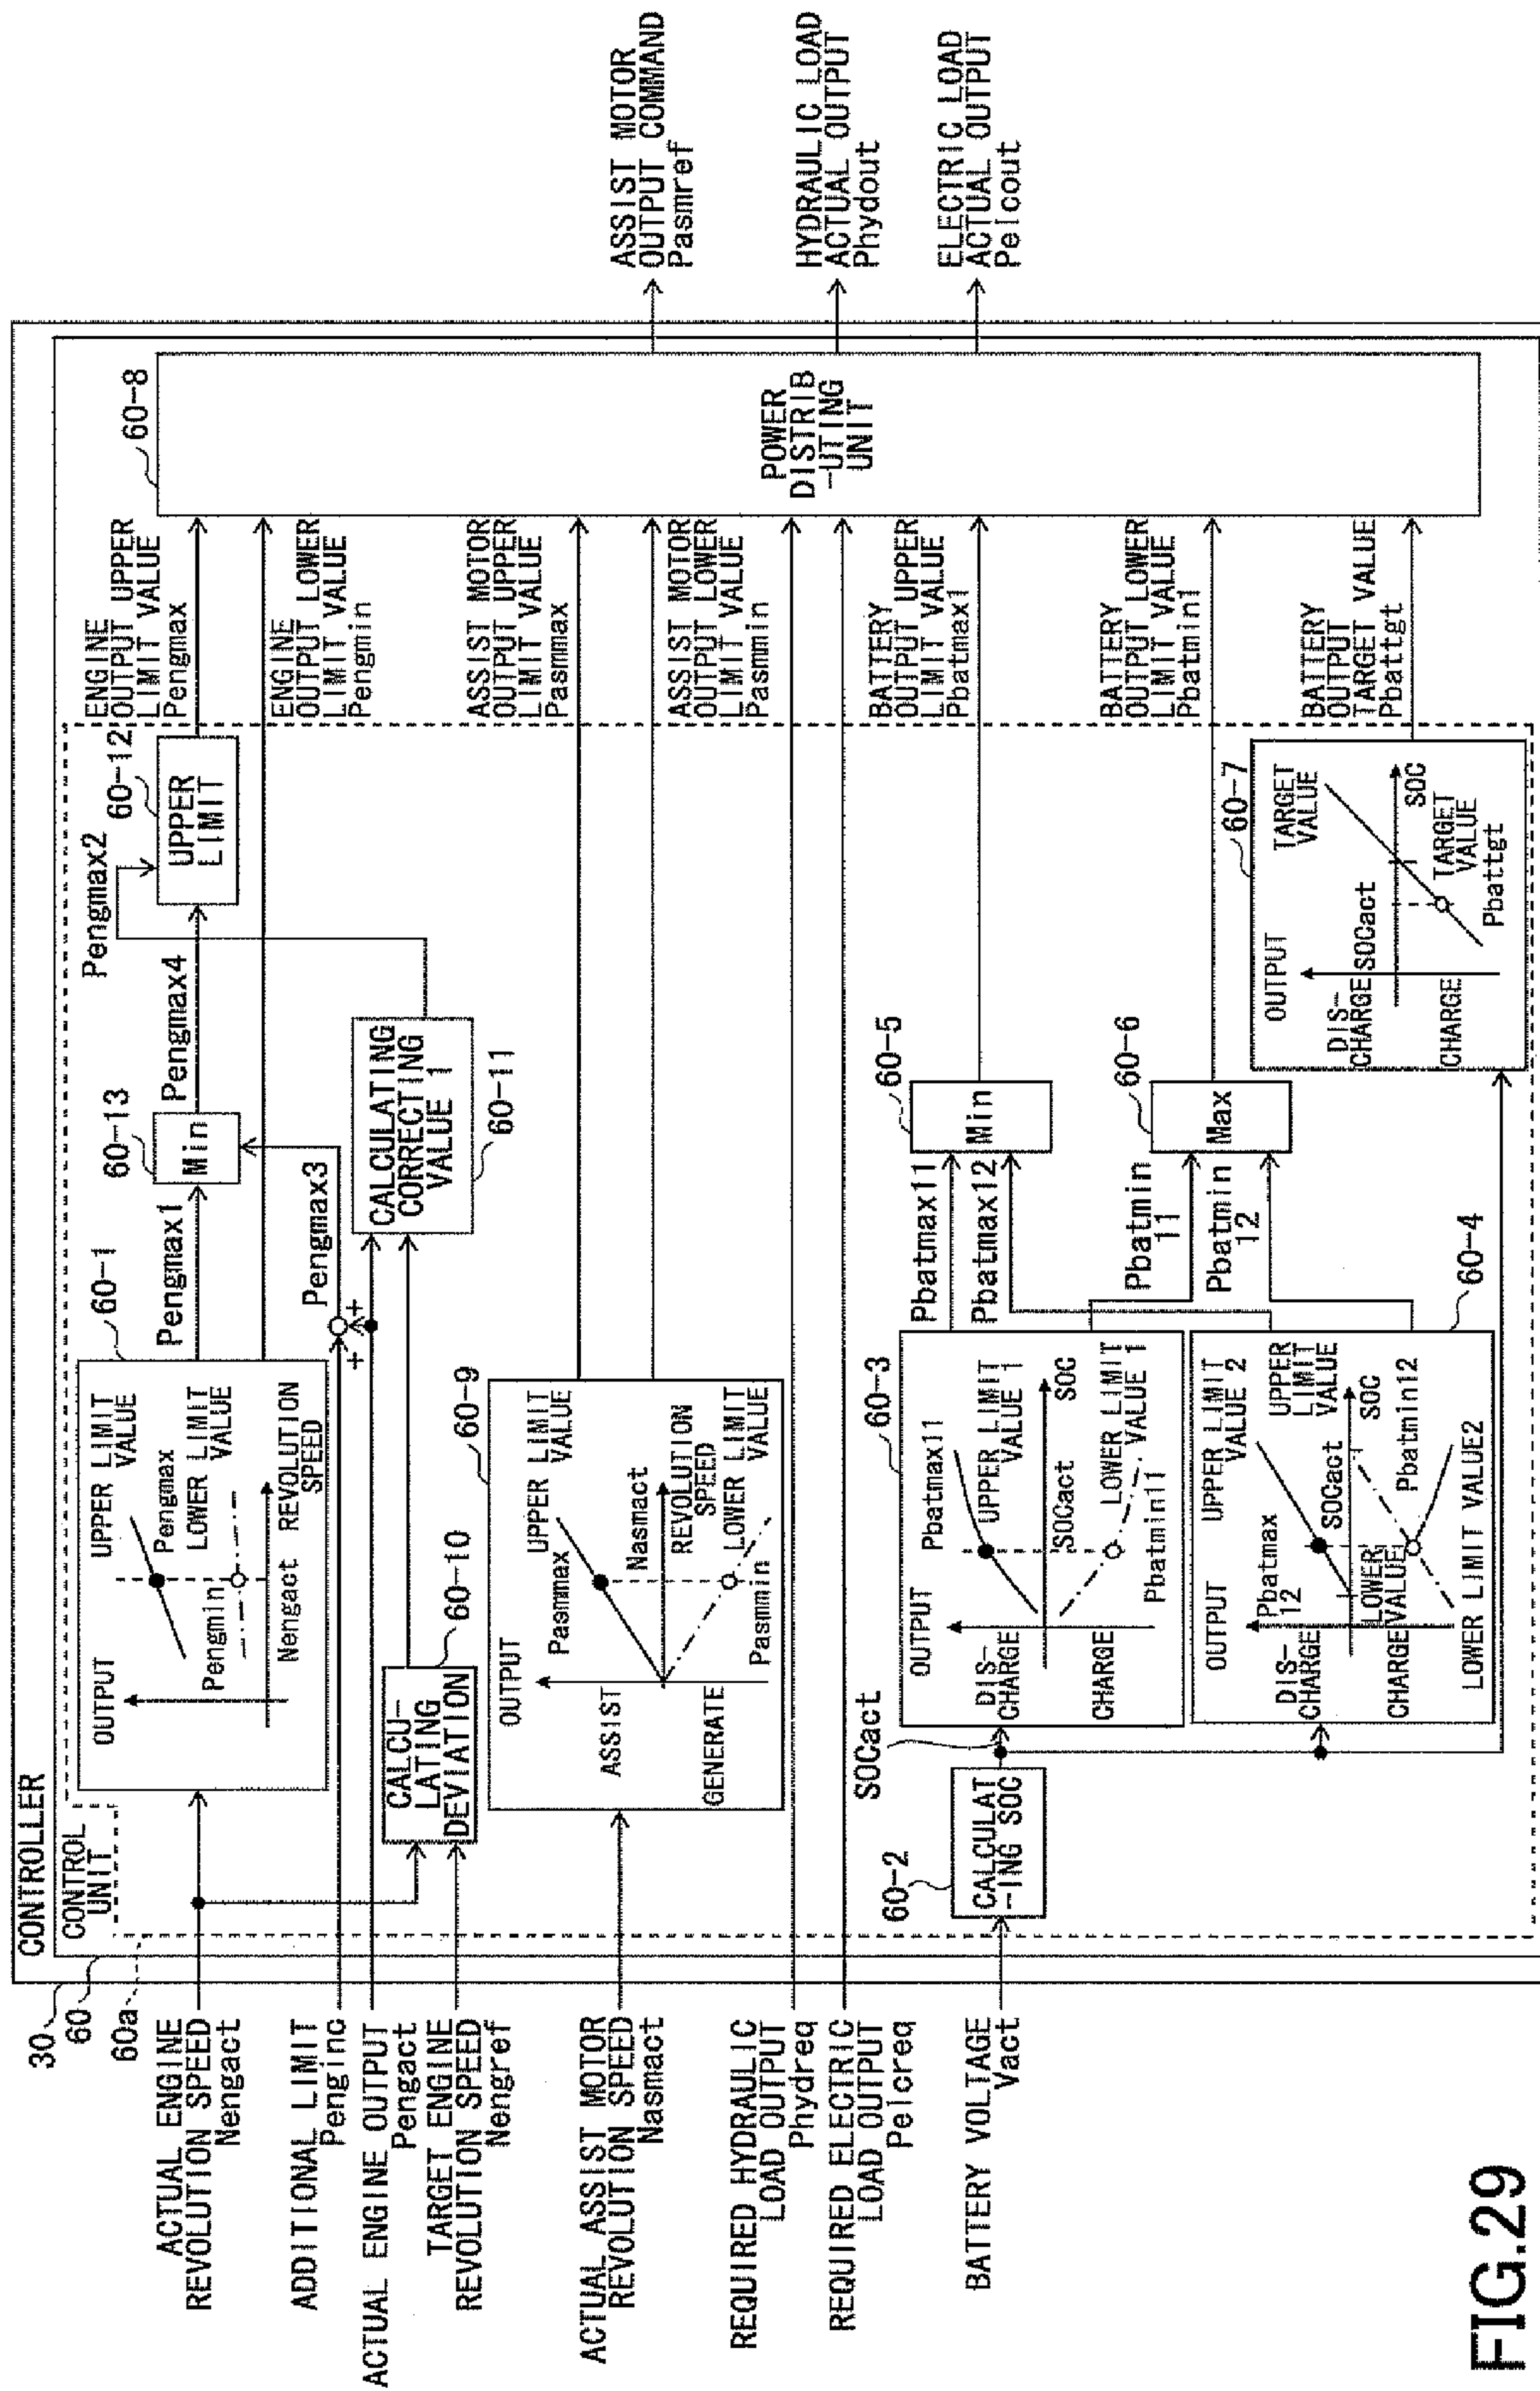 CONTROLLER
CONTROL
UNIT
30
60
60a
ACTUAL ENGINE
REVOLUTION SPEED
Nengact
ADDITIONAL LIMIT
Penginc
ACTUAL ENGINE OUTPUT
Pengact
TARGET ENGINE
REVOLUTION SPEED
Nengref
ACTUAL ASSIST MOTOR
REVOLUTION SPEED
Nasmact
REQUIRED HYDRAULIC
LOAD OUTPUT
Phydreq
REQUIRED ELECTRIC
LOAD OUTPUT
Pelcreq
BATTERY VOLTAGE
Vact
60-1
OUTPUT
UPPER LIMIT
VALUE
Pengmax
LOWER LIMIT
VALUE
Pengmin
Nengact
REVOLUTION
SPEED
Pengmax1
60-13
Min
Pengmax4
Pengmax2
60-12
UPPER
LIMIT
Pengmax3
+
+
CALCU-
LATING
DEVIATION
60-10
CALCULATING
CORRECTING
VALUE 1
60-11
60-9
OUTPUT
UPPER LIMIT
VALUE
Pasmmax
ASSIST
Nasmact
REVOLUTION
SPEED
LOWER LIMIT
VALUE
GENERATE
Pasmmin
60-2
CALCULAT
-ING SOC
SOCact
60-3
OUTPUT
Pbatmax11
UPPER LIMIT
VALUE 1
DIS-
CHARGE
SOCact
SOC
CHARGE
LOWER LIMIT
VALUE 1
Pbatmin11
60-4
OUTPUT
UPPER LIMIT
VALUE 2
Pbatmax
12
UPPER
LIMIT
VALUE
DIS-
CHARGE
SOCact
SOC
LOWER
VALUE
CHARGE
Pbatmin12
LOWER LIMIT VALUE2
Pbatmax11
Pbatmax12
60-5
Min
Pbatmin
11
Pbatmin
12
60-6
Max
60-7
OUTPUT
TARGET
VALUE
DIS-
CHARGE
SOCact
SOC
CHARGE
TARGET
VALUE
Pbattgt
ENGINE
OUTPUT UPPER
LIMIT VALUE
Pengmax
ENGINE
OUTPUT LOWER
LIMIT VALUE
Pengmin
ASSIST MOTOR
OUTPUT UPPER
LIMIT VALUE
Pasmmax
ASSIST MOTOR
OUTPUT LOWER
LIMIT VALUE
Pasmmin
BATTERY
OUTPUT UPPER
LIMIT VALUE
Pbatmax1
BATTERY
OUTPUT LOWER
LIMIT VALUE
Pbatmin1
BATTERY
OUTPUT
TARGET VALUE
Pbattgt
60-8
POWER
DISTRIB
-UTING
UNIT
ASSIST MOTOR
OUTPUT COMMAND
Pasmref
HYDRAULIC LOAD
ACTUAL OUTPUT
Phydout
ELECTRIC LOAD
ACTUAL OUTPUT
Pelcout
FIG.29